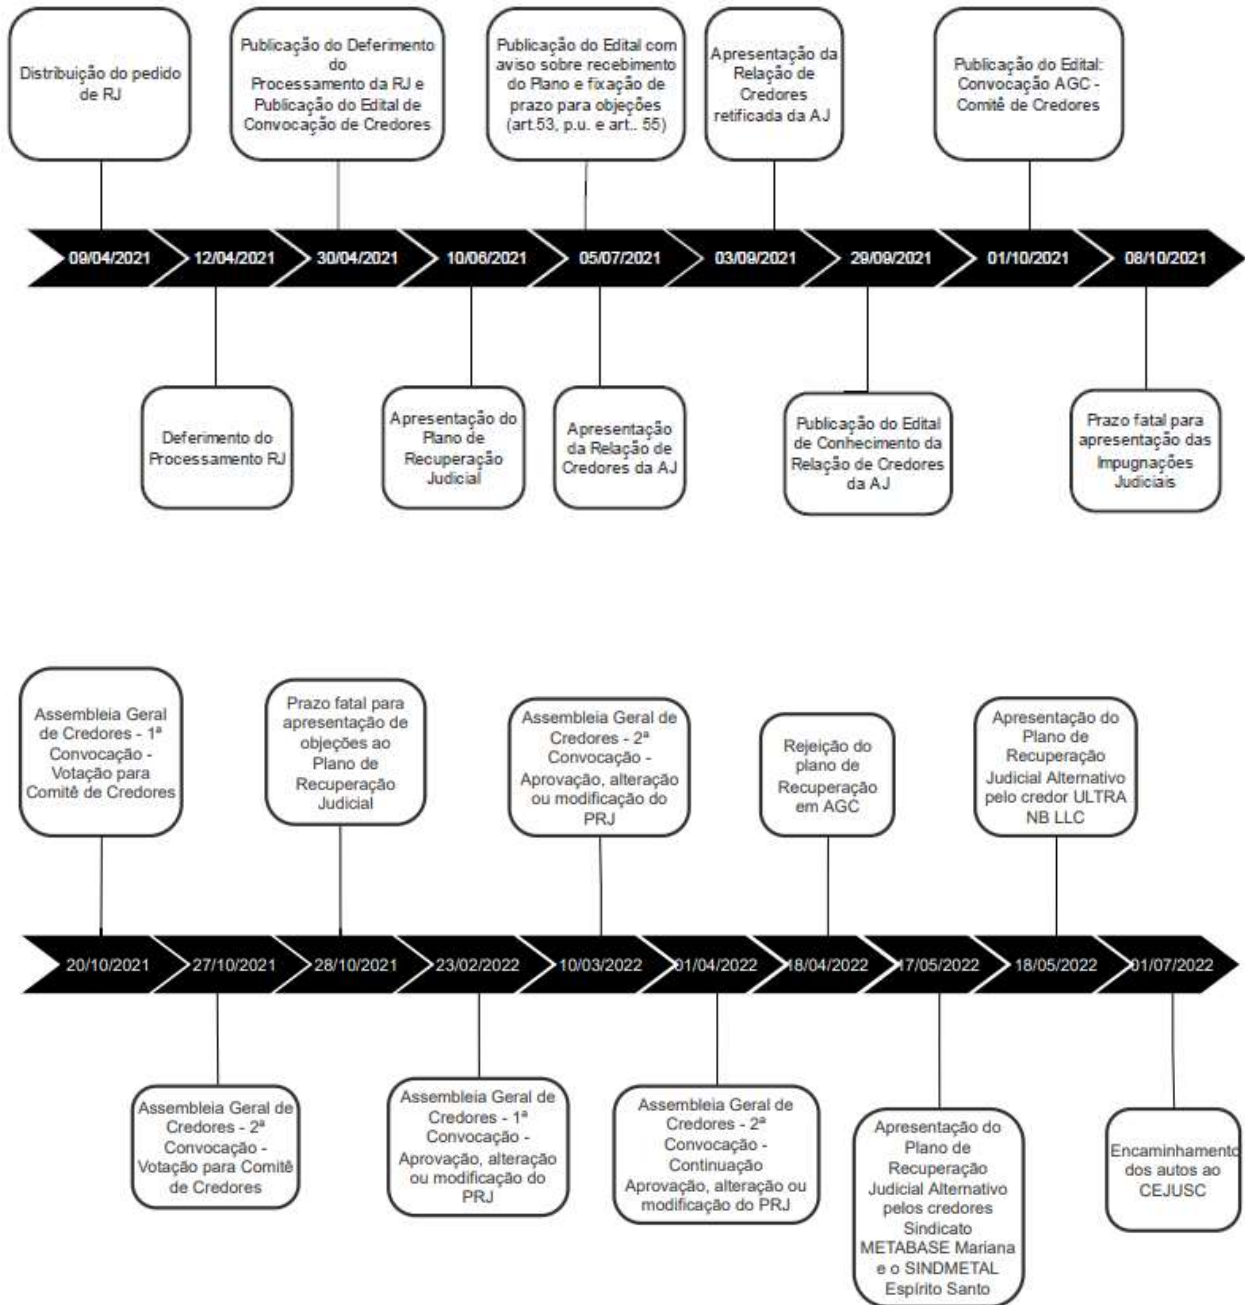 Distribuição do pedido
de RJ
Publicação do Deferimento
do
Processamento da RJ e
Publicação do Edital de
Convocação de Credores
Publicação do Edital com
aviso sobre recebimento
do Plano e fixação de
prazo para objeções
(art.53, p.u. e art.. 55)
Apresentação da
Relação de
Credores
retificada da AJ
Publicação do Edital:
Convocação AGC -
Comitê de Credores
09/04/2021
12/04/2021
30/04/2021
10/06/2021
05/07/2021
03/09/2021
29/09/2021
01/10/2021
08/10/2021
Deferimento do
Processamento RJ
Apresentação do
Plano de
Recuperação
Judicial
Apresentação
da Relação de
Credores da AJ
Publicação do Edital
de Conhecimento da
Relação de Credores
da AJ
Prazo fatal para
apresentação das
Impugnações
Judiciais
Assembleia Geral
de Credores - 1ª
Convocação -
Votação para
Comitê de Credores
Prazo fatal para
apresentação de
objeções ao
Plano de
Recuperação
Judicial
Assembleia Geral de
Credores - 2ª
Convocação -
Aprovação, alteração
ou modificação do
PRJ
Rejeição do
plano de
Recuperação
em AGC
Apresentação do
Plano de
Recuperação
Judicial Alternativo
pelo credor ULTRA
NB LLC
20/10/2021
27/10/2021
28/10/2021
23/02/2022
10/03/2022
01/04/2022
18/04/2022
17/05/2022
18/05/2022
01/07/2022
Assembleia Geral de
Credores - 2ª
Convocação -
Votação para Comitê
de Credores
Assembleia Geral de
Credores - 1ª
Convocação -
Aprovação, alteração
ou modificação do
PRJ
Assembleia Geral de
Credores - 2ª
Convocação -
Continuação
Aprovação, alteração ou
modificação do PRJ
Apresentação do
Plano de
Recuperação
Judicial Alternativo
pelos credores
Sindicato
METABASE Mariana
e o SINDMETAL
Espírito Santo
Encaminhamento
dos autos ao
CEJUSC